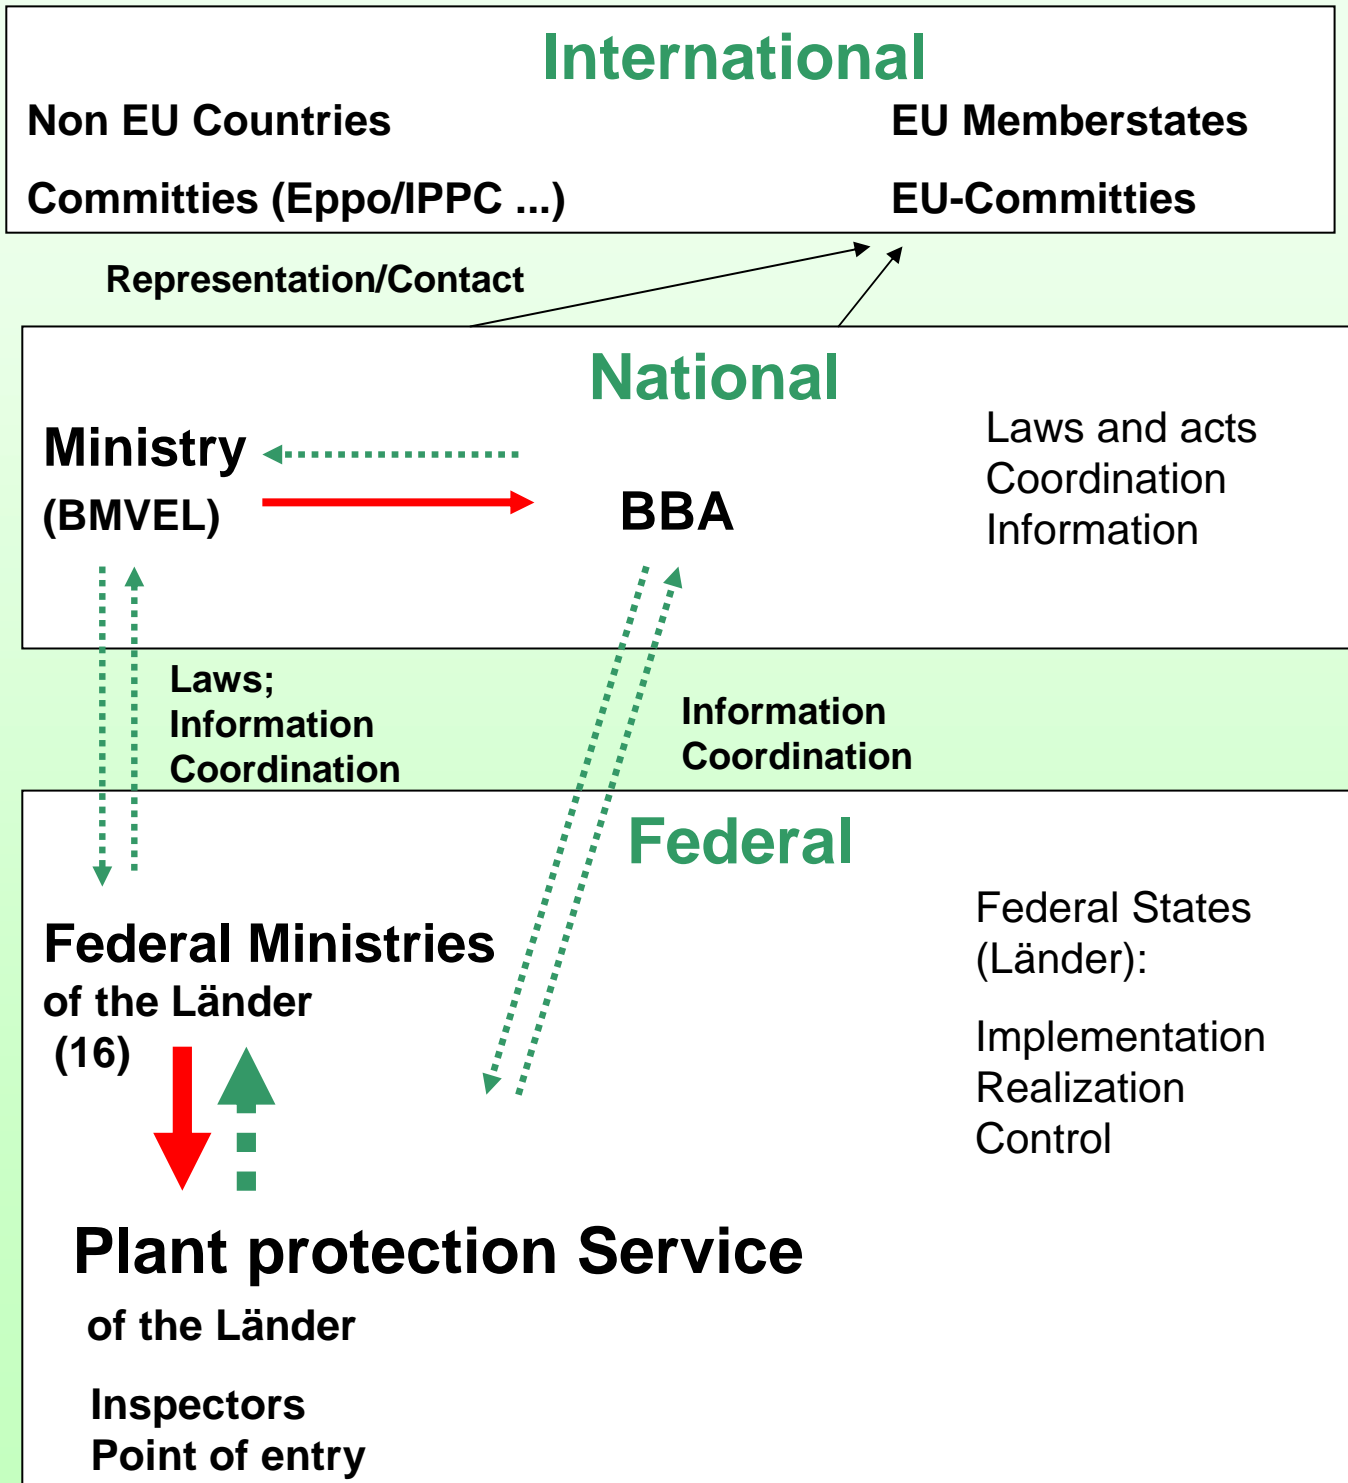 International
Non EU Countries
EU Memberstates
Committies (Eppo/IPPC ...)
EU-Committies
Representation/Contact
National
Ministry
(BMVEL)
BBA
Laws and acts
Coordination
Information
Laws;
Information
Coordination
Information
Coordination
Federal
Federal Ministries
of the Länder
(16)
Federal States
(Länder):
Implementation
Realization
Control
Plant protection Service
of the Länder
Inspectors
Point of entry